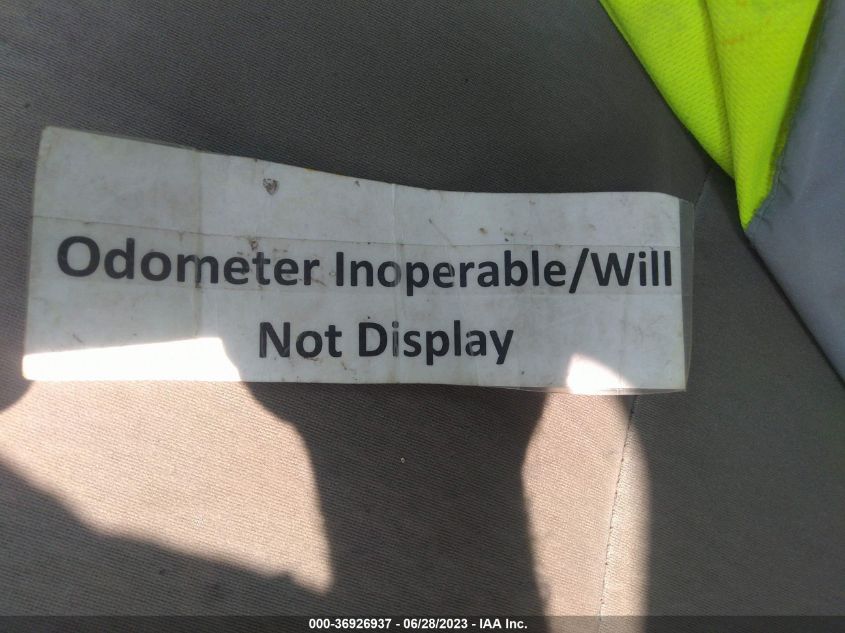 Odometer Inoperable/Will
Not Display
000-36926937 - 06/28/2023 - IAA Inc.